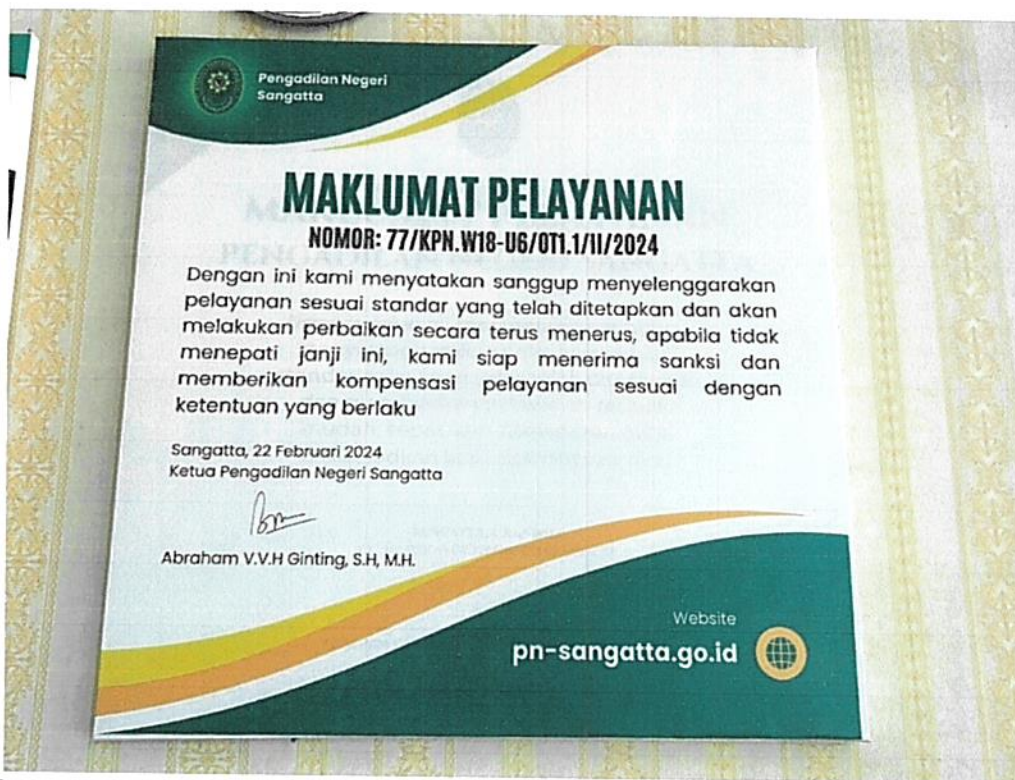 Pengadilan Negeri
Sangatta
MAKLUMAT PELAYANAN
NOMOR: 77/KPN.W18-U6/OT1.1/II/2024
Dengan ini kami menyatakan sanggup menyelenggarakan
pelayanan sesuai standar yang telah ditetapkan dan akan
melakukan perbaikan secara terus menerus, apabila tidak
menepati janji ini, kami siap menerima sanksi dan
memberikan kompensasi pelayanan sesuai dengan
ketentuan yang berlaku
Sangatta, 22 Februari 2024
Ketua Pengadilan Negeri Sangatta
Abraham V.V.H Ginting, S.H, M.H.
Website
pn-sangatta.go.id